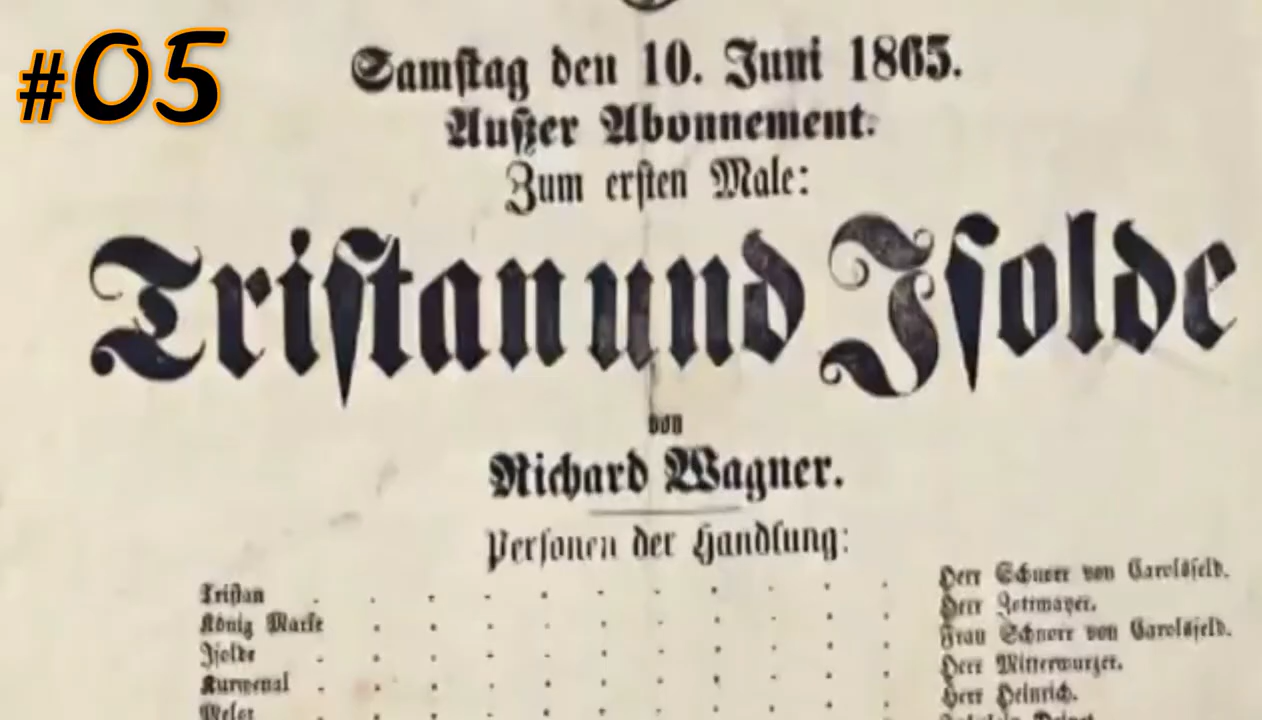 #05
Samstag den 10. Juni 1865.
Außer Abonnement.
Zum ersten Male:
Tristan und Isolde
von
Richard Wagner.
Personen der Handlung:
Tristan . . . . . . . . . . . Herr Schnorr von Carolsfeld.
König Marke . . . . . . . . . . Herr Zottmayer.
Isolde . . . . . . . . . . . Frau Schnorr von Carolsfeld.
Kurwenal . . . . . . . . . . . Herr Mitterwurzer.
Melot . . . . . . . . . . Herr Heinrich.